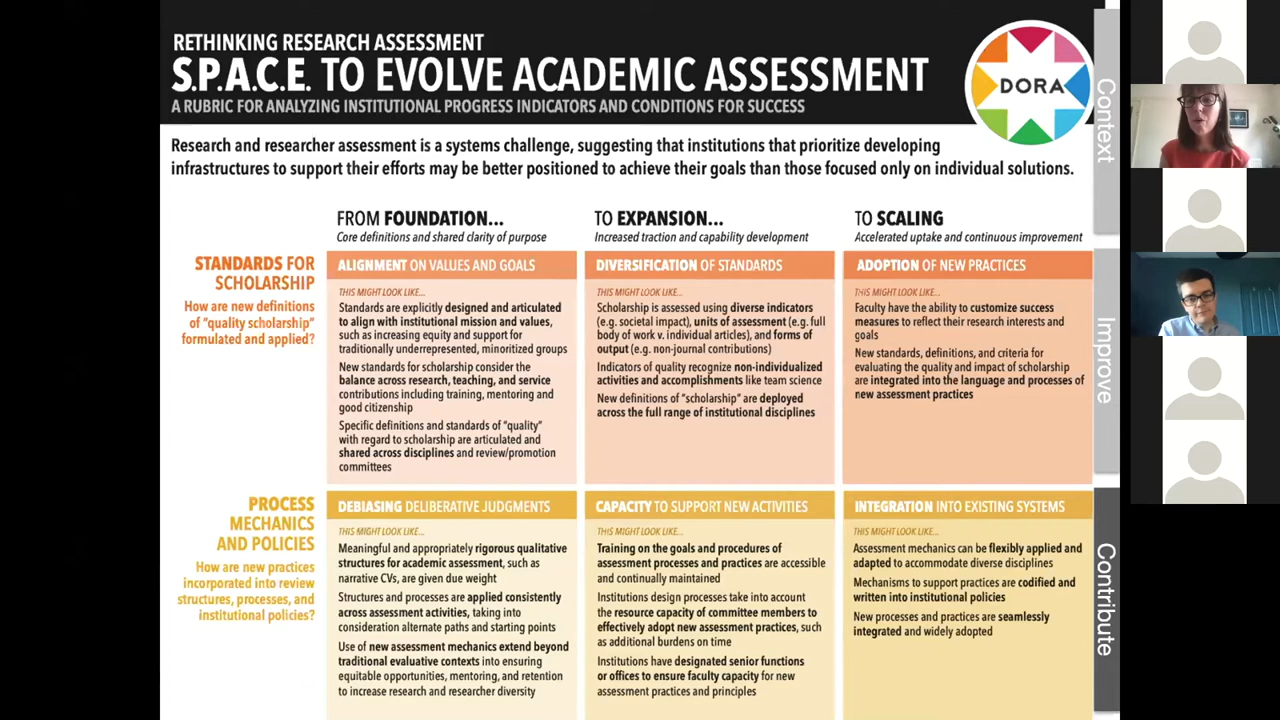 RETHINKING RESEARCH ASSESSMENT
S.P.A.C.E. TO EVOLVE ACADEMIC ASSESSMENT
A RUBRIC FOR ANALYZING INSTITUTIONAL PROGRESS INDICATORS AND CONDITIONS FOR SUCCESS
DORA
Research and researcher assessment is a systems challenge, suggesting that institutions that prioritize developing
infrastructures to support their efforts may be better positioned to achieve their goals than those focused only on individual solutions.
FROM FOUNDATION...
Core definitions and shared clarity of purpose
TO EXPANSION...
Increased traction and capability development
TO SCALING
Accelerated uptake and continuous improvement
STANDARDS FOR
SCHOLARSHIP
How are new definitions
of “quality scholarship”
formulated and applied?
ALIGNMENT ON VALUES AND GOALS
THIS MIGHT LOOK LIKE...
Standards are explicitly designed and articulated
to align with institutional mission and values,
such as increasing equity and support for
traditionally underrepresented, minoritized groups
New standards for scholarship consider the
balance across research, teaching, and service
contributions including training, mentoring and
good citizenship
Specific definitions and standards of “quality”
with regard to scholarship are articulated and
shared across disciplines and review/promotion
committees
DIVERSIFICATION OF STANDARDS
THIS MIGHT LOOK LIKE...
Scholarship is assessed using diverse indicators
(e.g. societal impact), units of assessment (e.g. full
body of work v. individual articles), and forms of
output (e.g. non-journal contributions)
Indicators of quality recognize non-individualized
activities and accomplishments like team science
New definitions of “scholarship” are deployed
across the full range of institutional disciplines
ADOPTION OF NEW PRACTICES
THIS MIGHT LOOK LIKE...
Faculty have the ability to customize success
measures to reflect their research interests and
goals
New standards, definitions, and criteria for
evaluating the quality and impact of scholarship
are integrated into the language and processes of
new assessment practices
PROCESS
MECHANICS
AND POLICIES
How are new practices
incorporated into review
structures, processes, and
institutional policies?
DEBIASING DELIBERATIVE JUDGMENTS
THIS MIGHT LOOK LIKE...
Meaningful and appropriately rigorous qualitative
structures for academic assessment, such as
narrative CVs, are given due weight
Structures and processes are applied consistently
across assessment activities, taking into
consideration alternate paths and starting points
Use of new assessment mechanics extend beyond
traditional evaluative contexts into ensuring
equitable opportunities, mentoring, and retention
to increase research and researcher diversity
CAPACITY TO SUPPORT NEW ACTIVITIES
THIS MIGHT LOOK LIKE...
Training on the goals and procedures of
assessment processes and practices are accessible
and continually maintained
Institutions design processes take into account
the resource capacity of committee members to
effectively adopt new assessment practices, such
as additional burdens on time
Institutions have designated senior functions
or offices to ensure faculty capacity for new
assessment practices and principles
INTEGRATION INTO EXISTING SYSTEMS
THIS MIGHT LOOK LIKE...
Assessment mechanics can be flexibly applied and
adapted to accommodate diverse disciplines
Mechanisms to support practices are codified and
written into institutional policies
New processes and practices are seamlessly
integrated and widely adopted
Context
Improve
Contribute